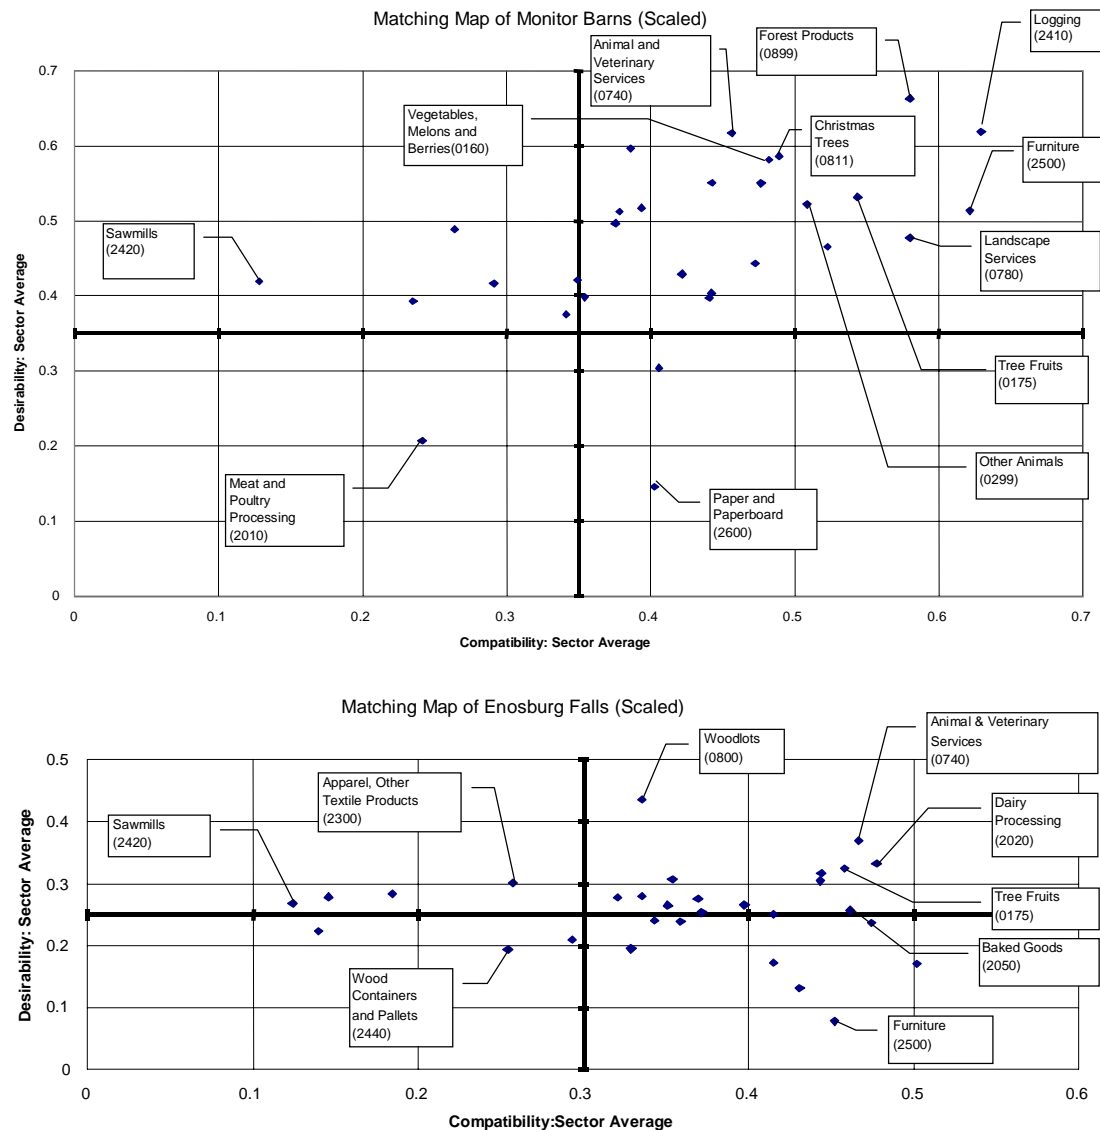 Matching Map of Monitor Barns (Scaled)
Logging
(2410)
Forest Products
(0899)
Animal and
Veterinary
Services
(0740)
Vegetables,
Melons and
Berries(0160)
Christmas
Trees
(0811)
Furniture
(2500)
Sawmills
(2420)
Landscape
Services
(0780)
Tree Fruits
(0175)
Other Animals
(0299)
Meat and
Poultry
Processing
(2010)
Paper and
Paperboard
(2600)
Desirability: Sector Average
0.7
0.6
0.5
0.4
0.3
0.2
0.1
0
0 0.1 0.2 0.3 0.4 0.5 0.6 0.7
Compatibility: Sector Average
Matching Map of Enosburg Falls (Scaled)
Woodlots
(0800)
Animal & Veterinary
Services
(0740)
Apparel, Other
Textile Products
(2300)
Sawmills
(2420)
Dairy
Processing
(2020)
Tree Fruits
(0175)
Baked Goods
(2050)
Wood
Containers
and Pallets
(2440)
Furniture
(2500)
Desirability: Sector Average
0.5
0.4
0.3
0.2
0.1
0
0 0.1 0.2 0.3 0.4 0.5 0.6
Compatibility:Sector Average